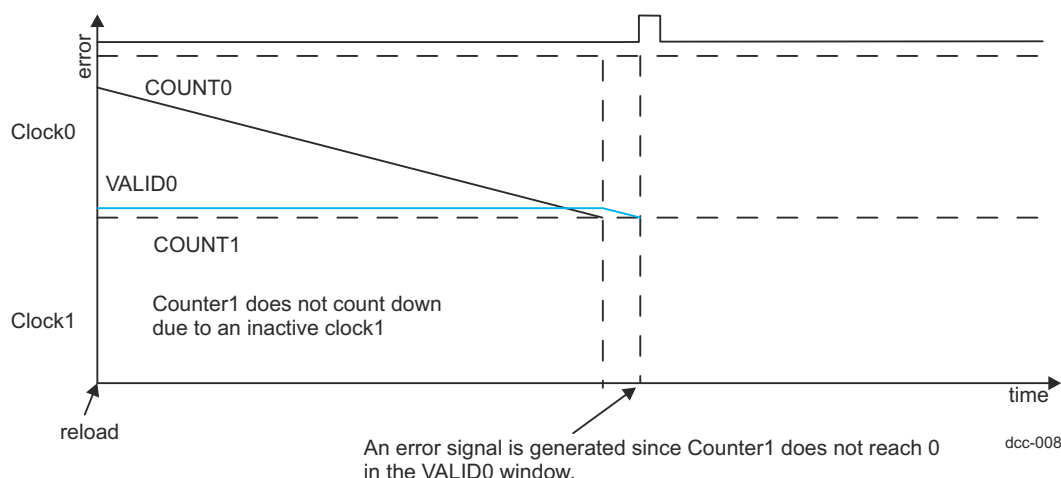 error
COUNT0
Clock0
VALID0
COUNT1
Counter1 does not count down
due to an inactive clock1
Clock1
time
reload
An error signal is generated since Counter1 does not reach 0
in the VALID0 window.
dcc-008